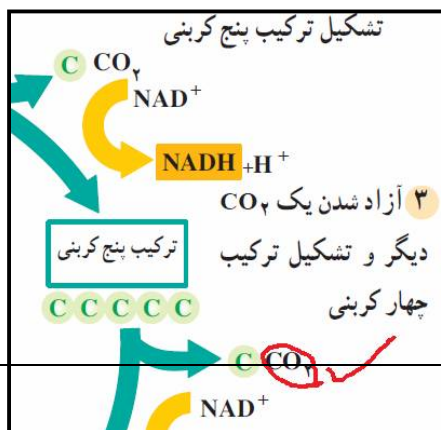 تشکیل ترکیب پنج کربنی
C CO۲
NAD+
NADH +H+
۳ آزاد شدن یک CO۲
دیگر و تشکیل ترکیب
چهار کربنی
ترکیب پنج کربنی
C C C C C
C CO۲
NAD+